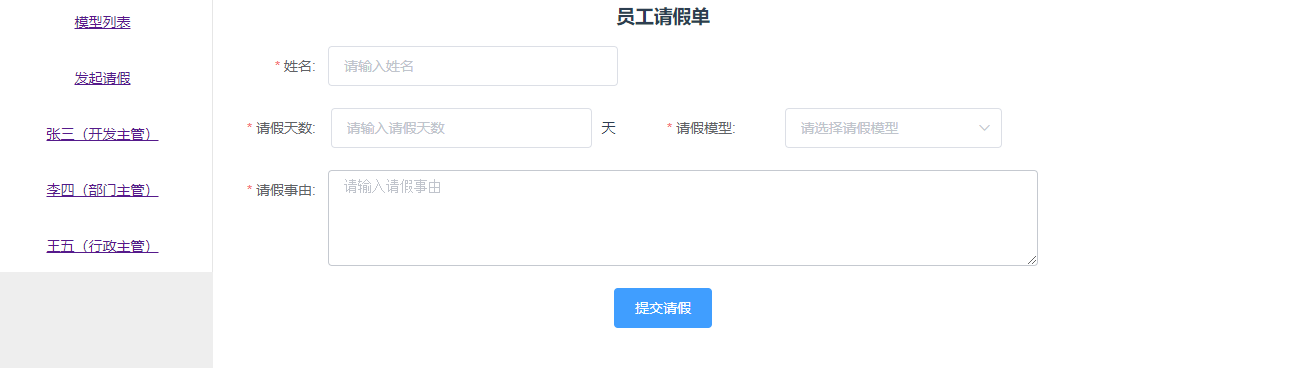 模型列表
发起请假
张三（开发主管）
李四（部门主管）
王五（行政主管）
员工请假单
* 姓名: 请输入姓名
* 请假天数: 请输入请假天数 天 * 请假模型: 请选择请假模型
* 请假事由: 请输入请假事由
提交请假